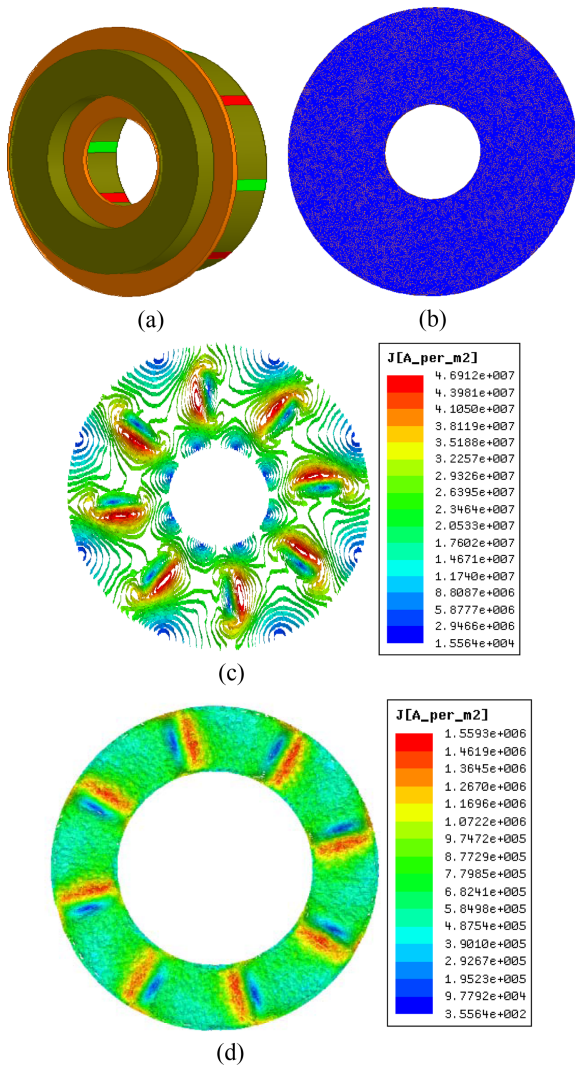 (a)
(b)
J[A_per_m2]
4.6912e+007
4.3981e+007
4.1050e+007
3.8119e+007
3.5188e+007
3.2257e+007
2.9326e+007
2.6395e+007
2.3464e+007
2.0533e+007
1.7602e+007
1.4671e+007
1.1740e+007
8.8087e+006
5.8777e+006
2.9466e+006
1.5564e+004
(c)
J[A_per_m2]
1.5593e+006
1.4619e+006
1.3645e+006
1.2670e+006
1.1696e+006
1.0722e+006
9.7472e+005
8.7729e+005
7.7985e+005
6.8241e+005
5.8498e+005
4.8754e+005
3.9010e+005
2.9267e+005
1.9523e+005
9.7792e+004
3.5564e+002
(d)